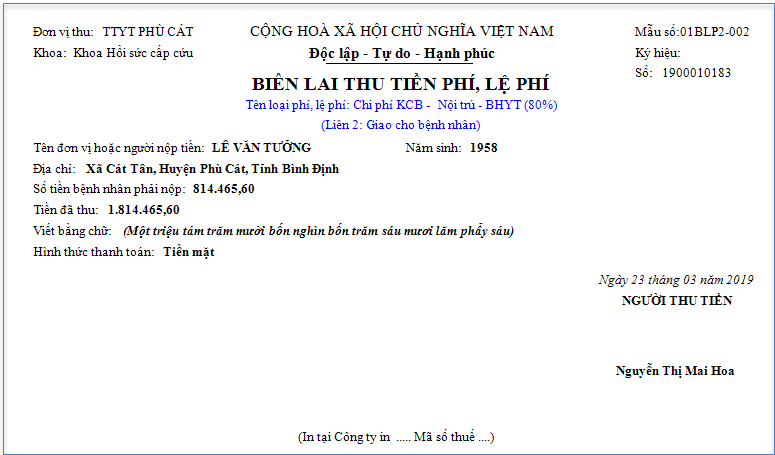 Đơn vị thu: TTYT PHÙ CÁT
CỘNG HOÀ XÃ HỘI CHỦ NGHĨA VIỆT NAM
Mẫu số:01BLP2-002
Khoa: Khoa Hồi sức cấp cứu
Độc lập - Tự do - Hạnh phúc
Ký hiệu:
Số: 1900010183
BIÊN LAI THU TIỀN PHÍ, LỆ PHÍ
Tên loại phí, lệ phí: Chi phí KCB - Nội trú - BHYT (80%)
(Liên 2: Giao cho bệnh nhân)
Tên đơn vị hoặc người nộp tiền: LÊ VĂN TƯỞNG Năm sinh: 1958
Địa chỉ: Xã Cát Tân, Huyện Phù Cát, Tỉnh Bình Định
Số tiền bệnh nhân phải nộp: 814.465,60
Tiền đã thu: 1.814.465,60
Viết bằng chữ: (Một triệu tám trăm mười bốn nghìn bốn trăm sáu mươi lăm phẩy sáu)
Hình thức thanh toán: Tiền mặt
Ngày 23 tháng 03 năm 2019
NGƯỜI THU TIỀN
Nguyễn Thị Mai Hoa
(In tại Công ty in ..... Mã số thuế ....)